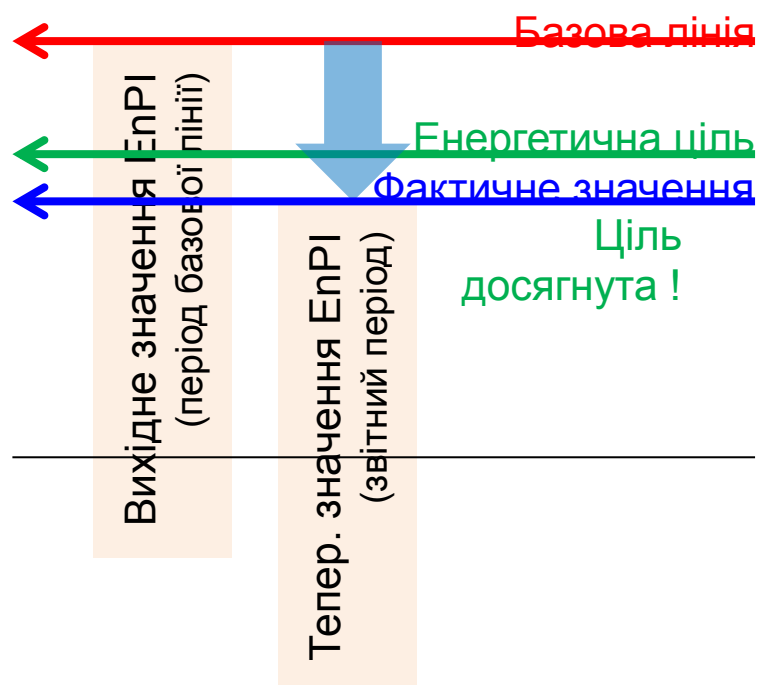 Базова лінія
Енергетична ціль
Фактичне значення
Ціль
досягнута !
Вихідне значення EnPI
(період базової лінії)
Тепер. значення EnPI
(звітний період)